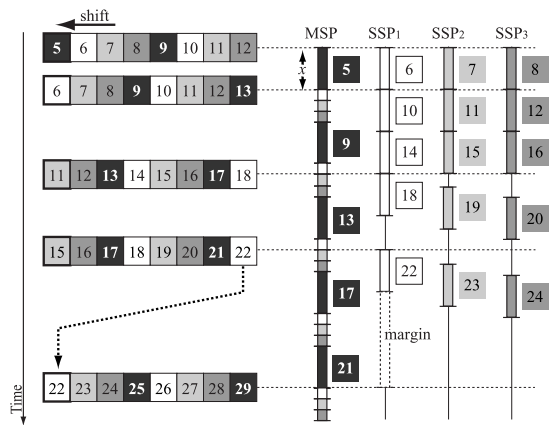 shift
MSP SSP1 SSP2 SSP3
5 6 7 8 9 10 11 12
x 5 6 7 8
6 7 8 9 10 11 12 13
10 11 12
9 14 15 16
11 12 13 14 15 16 17 18
18 19 20
13
15 16 17 18 19 20 21 22
22 23 24
17
margin
21
22 23 24 25 26 27 28 29
Time